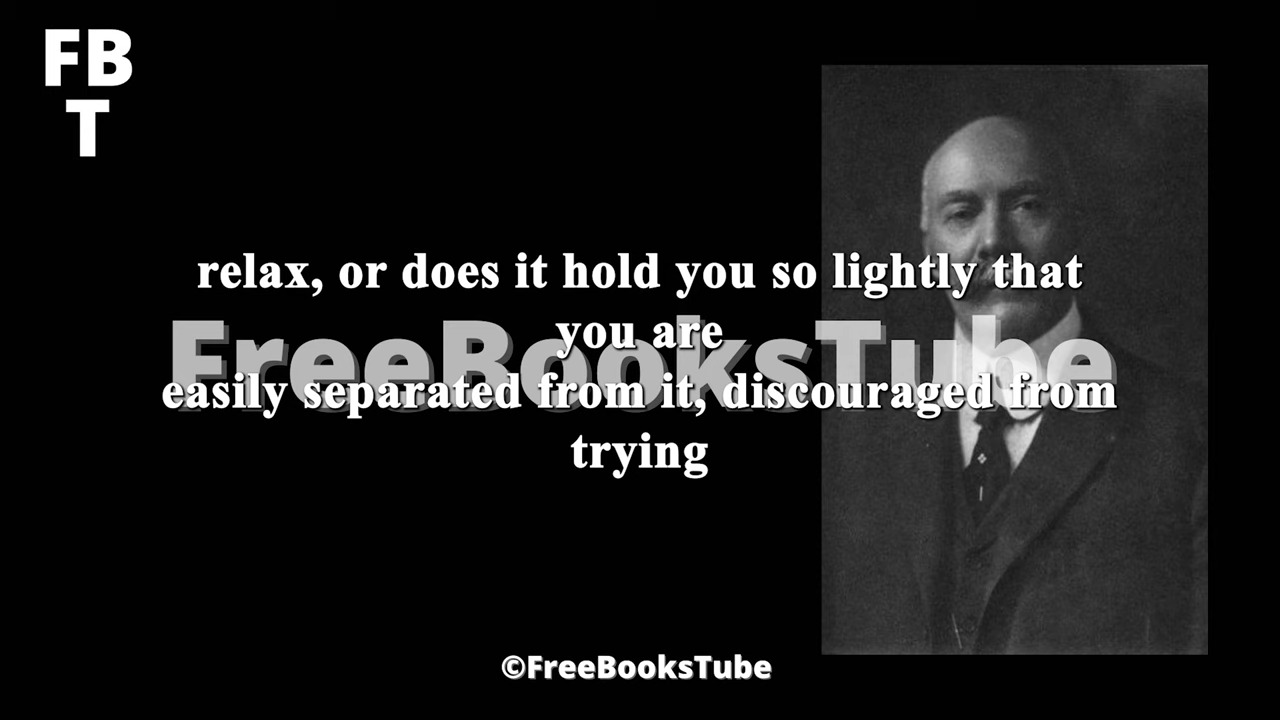 FB
T
relax, or does it hold you so lightly that
you are
FreeBooksTube
easily separated from it, discouraged from
trying
©FreeBooksTube